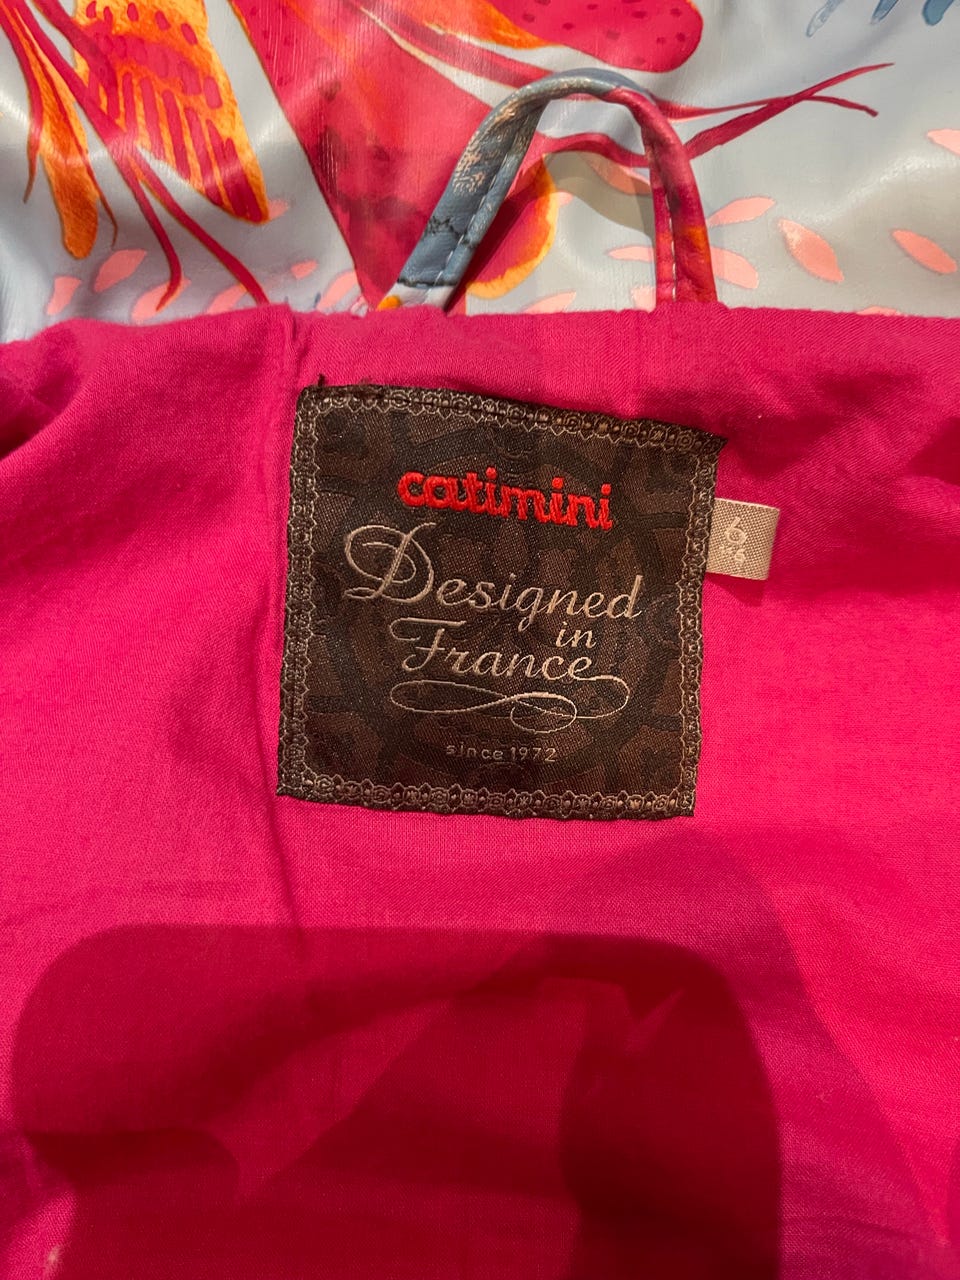 catimini
Designed
in
France
since 1972
6